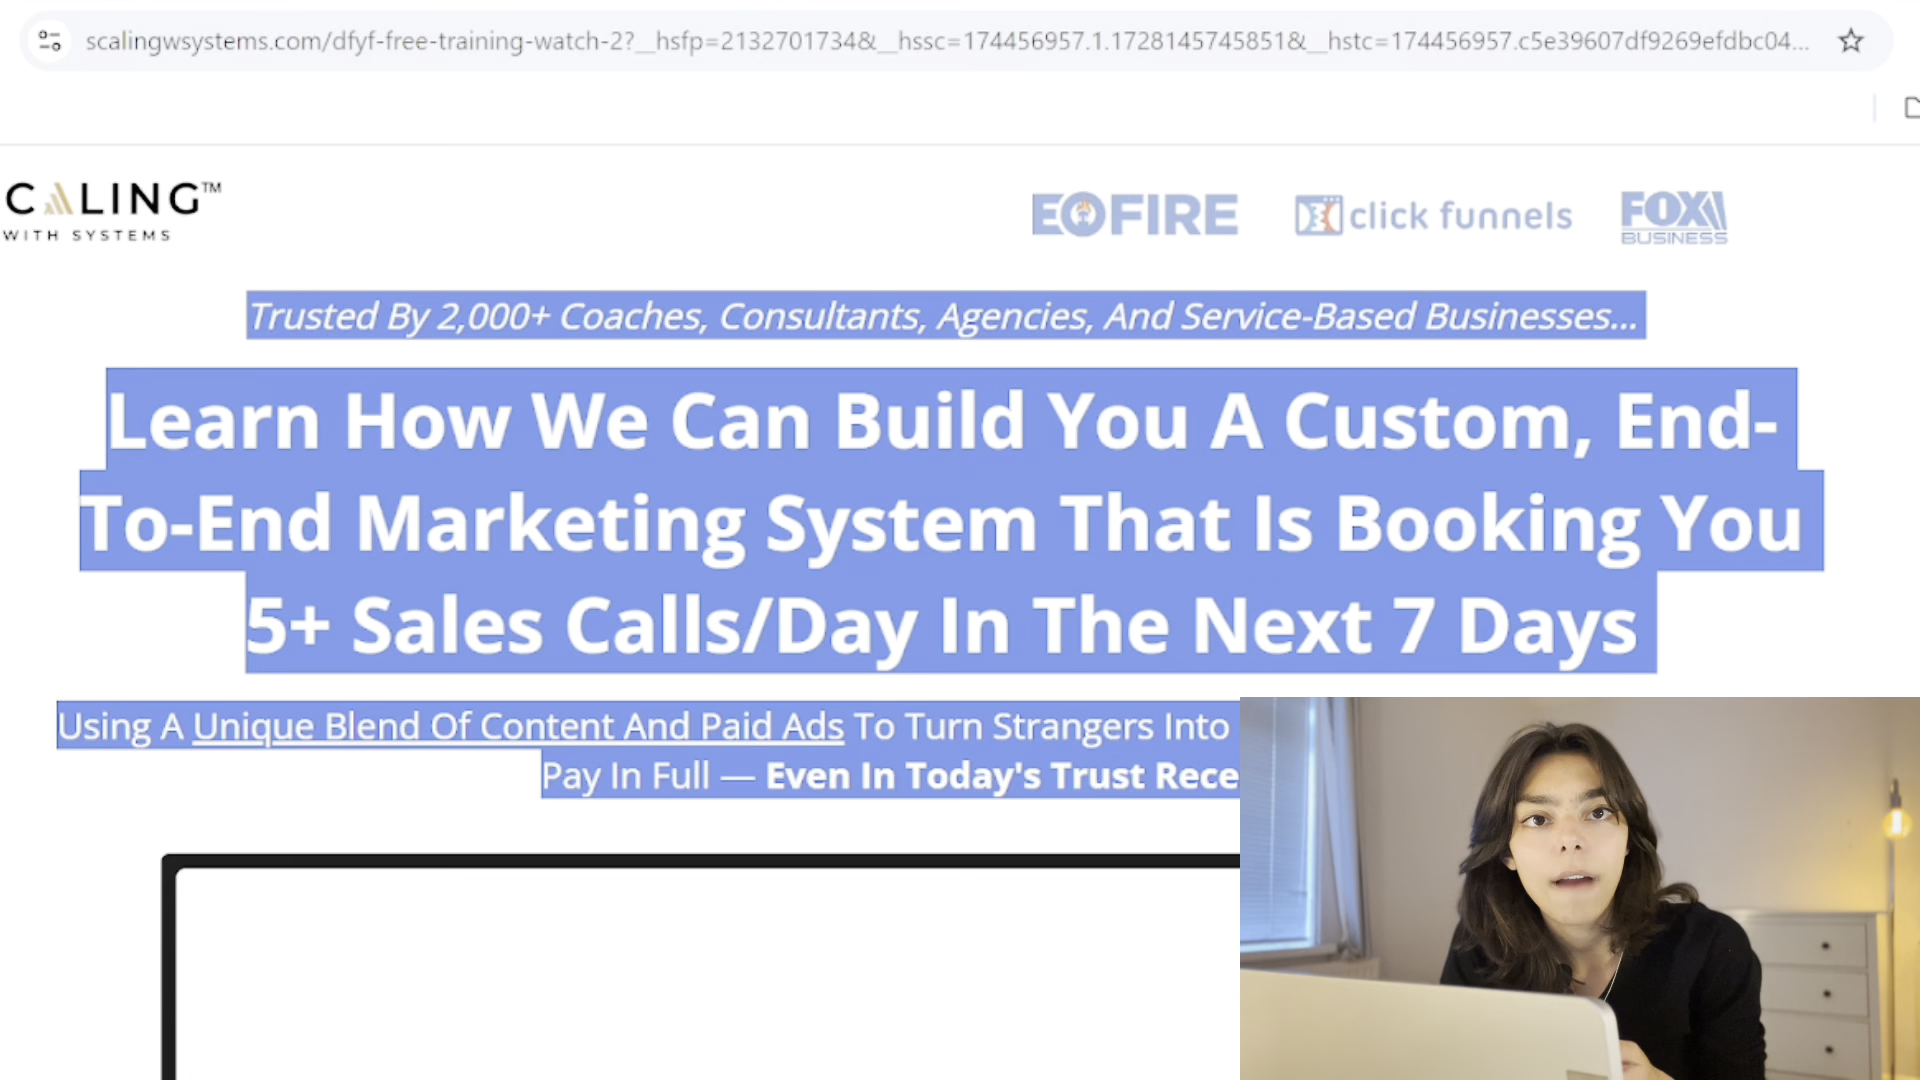 scalingwsystems.com/dfyf-free-training-watch-2?__hsfp=2132701734&__hssc=174456957.1.1728145745851&__hstc=174456957.c5e39607df9269efdbc04...
CALING™
WITH SYSTEMS
EOFIRE
click funnels
FOX
BUSINESS
Trusted By 2,000+ Coaches, Consultants, Agencies, And Service-Based Businesses...
Learn How We Can Build You A Custom, End-
To-End Marketing System That Is Booking You
5+ Sales Calls/Day In The Next 7 Days
Using A Unique Blend Of Content And Paid Ads To Turn Strangers Into
Pay In Full — Even In Today's Trust Rece